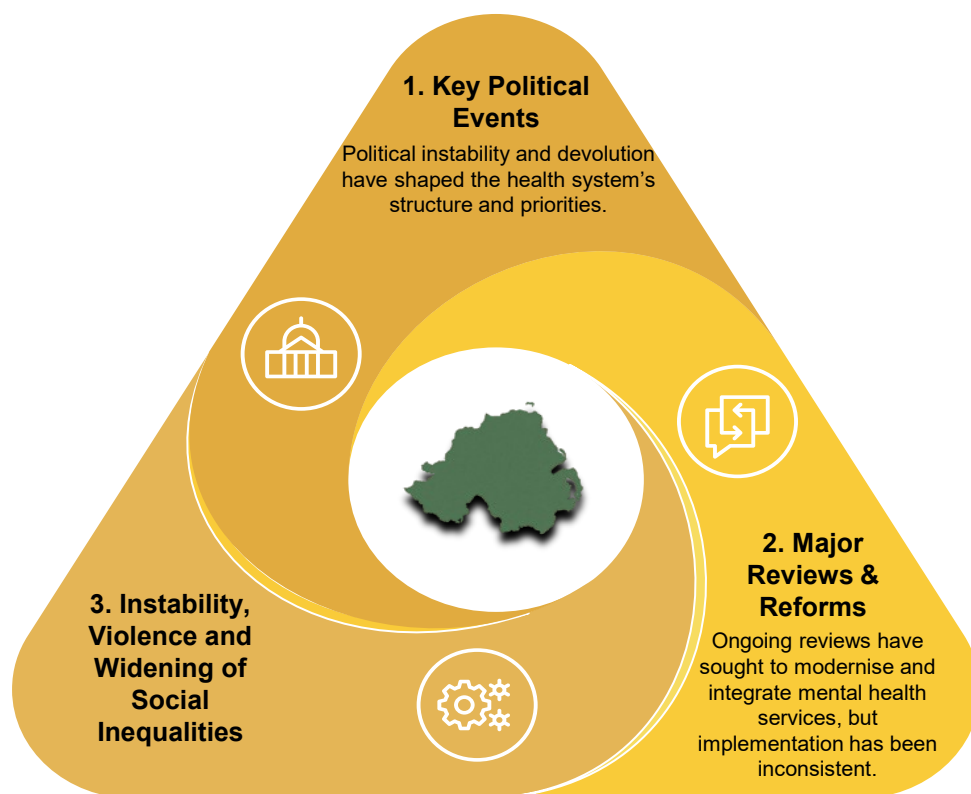 1. Key Political
Events
Political instability and devolution
have shaped the health system’s
structure and priorities.
2. Major
Reviews &
Reforms
Ongoing reviews have
sought to modernise and
integrate mental health
services, but
implementation has been
inconsistent.
3. Instability,
Violence and
Widening of
Social
Inequalities